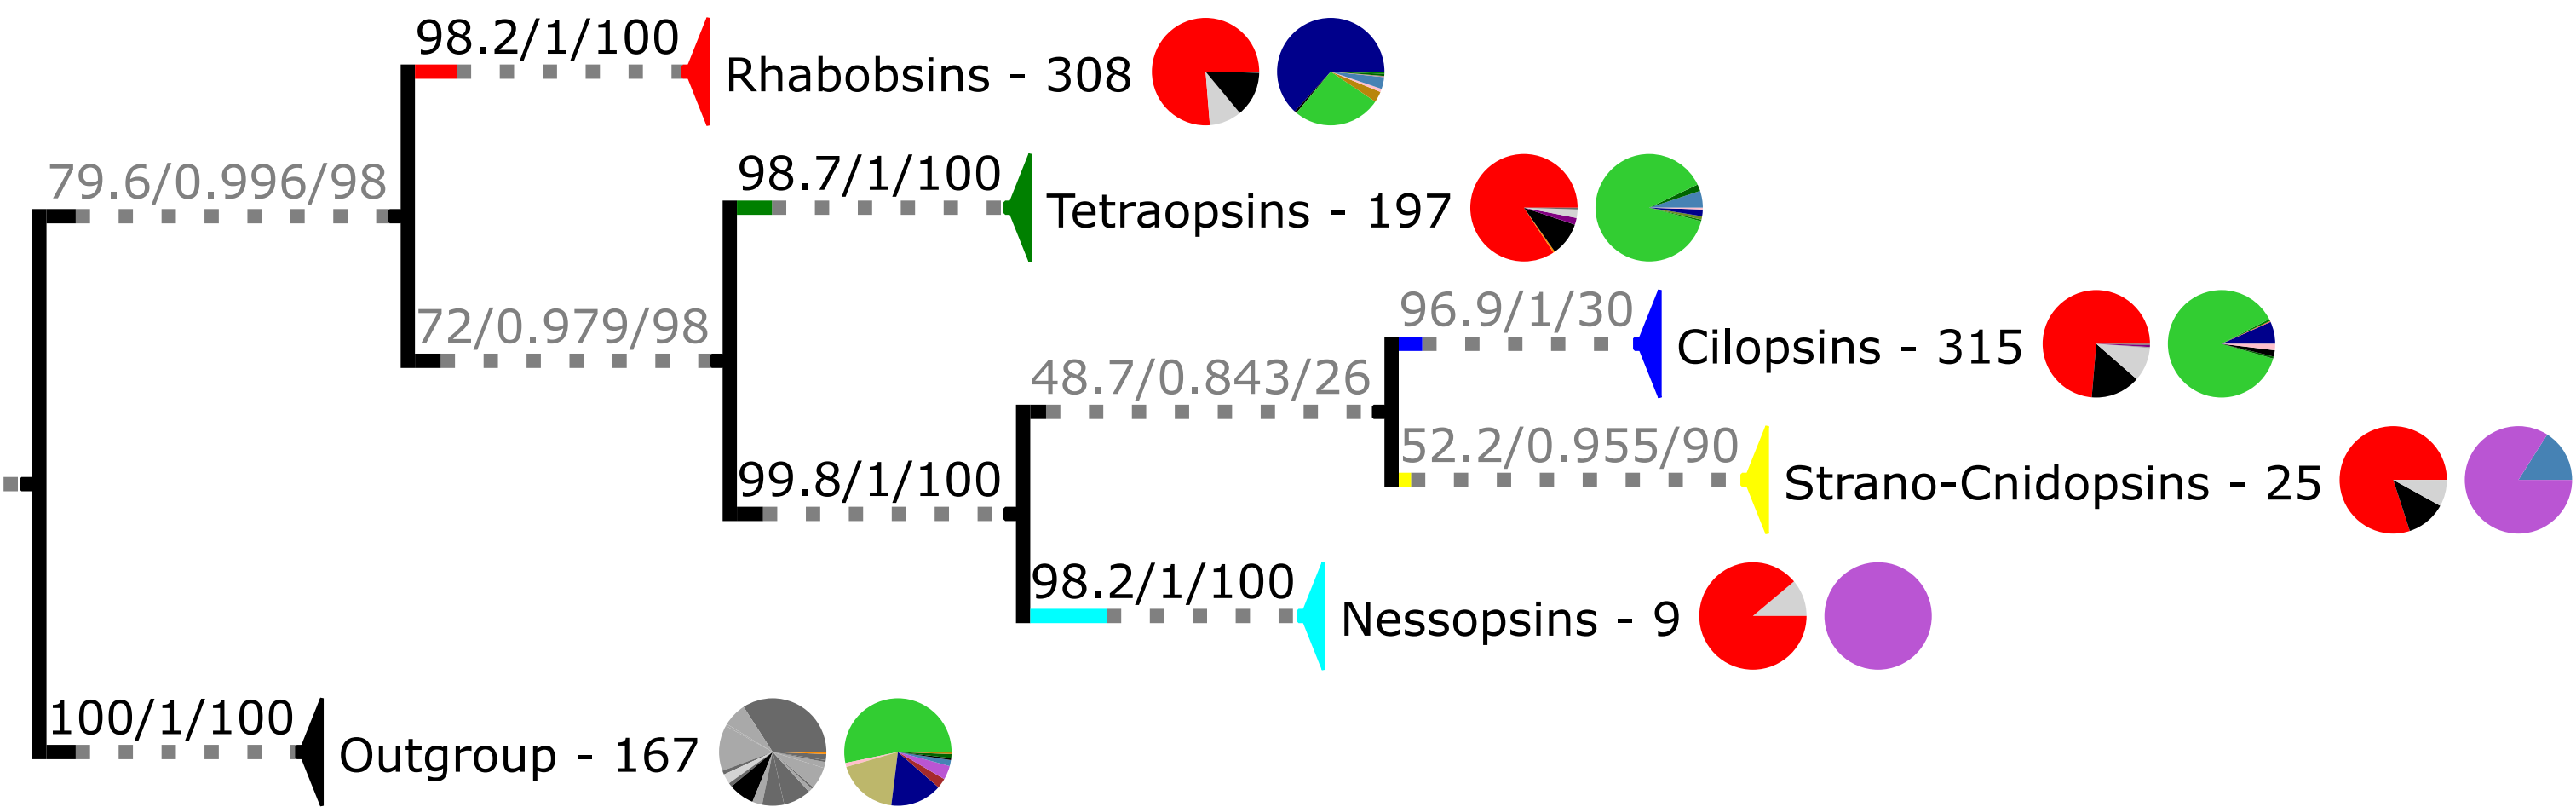 98.2/1/100
Rhabobsins - 308
79.6/0.996/98
98.7/1/100
Tetraopsins - 197
72/0.979/98
96.9/1/30
Cilopsins - 315
48.7/0.843/26
52.2/0.955/90
Strano-Cnidopsins - 25
99.8/1/100
98.2/1/100
Nessopsins - 9
100/1/100
Outgroup - 167